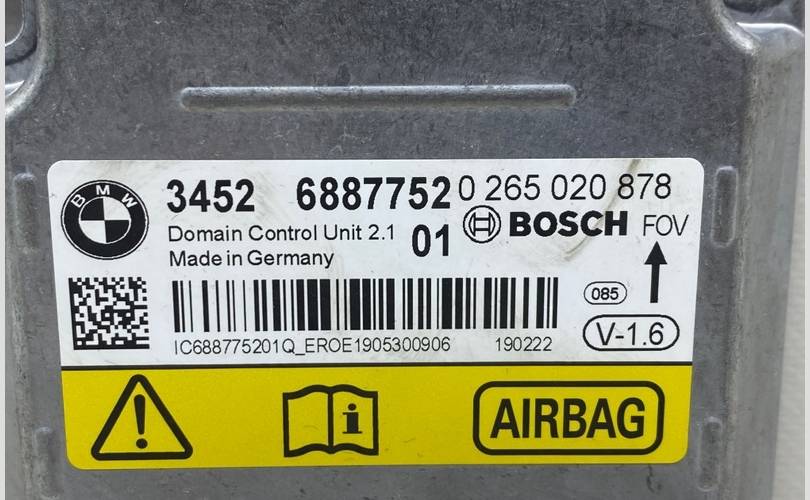 BMW
3452 6887752 0 265 020 878
Domain Control Unit 2.1 01 BOSCH FOV
Made in Germany
085
IC688775201Q_EROE1905300906 190222
V-1.6
AIRBAG